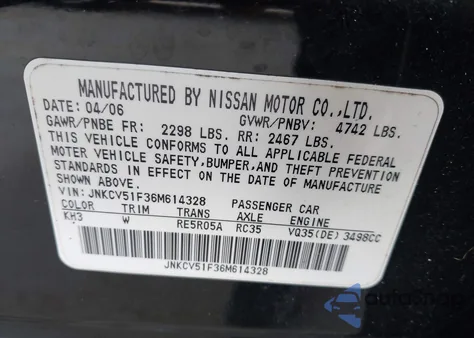 MANUFACTURED BY NISSAN MOTOR CO.,LTD.
DATE: 04/06 GVWR/PNBV: 4742 LBS.
GAWR/PNBE FR: 2298 LBS. RR: 2467 LBS.
THIS VEHICLE CONFORMS TO ALL APPLICABLE FEDERAL
MOTOR VEHICLE SAFETY,BUMPER,AND THEFT PREVENTION
STANDARDS IN EFFECT ON THE DATE OF MANUFACTURE
SHOWN ABOVE.
VIN: JNKCV51F36M614328 PASSENGER CAR
COLOR TRIM TRANS AXLE ENGINE
KH3 W RE5R05A RC35 VQ35(DE) 3498CC
JNKCV51F36M614328
autosnap